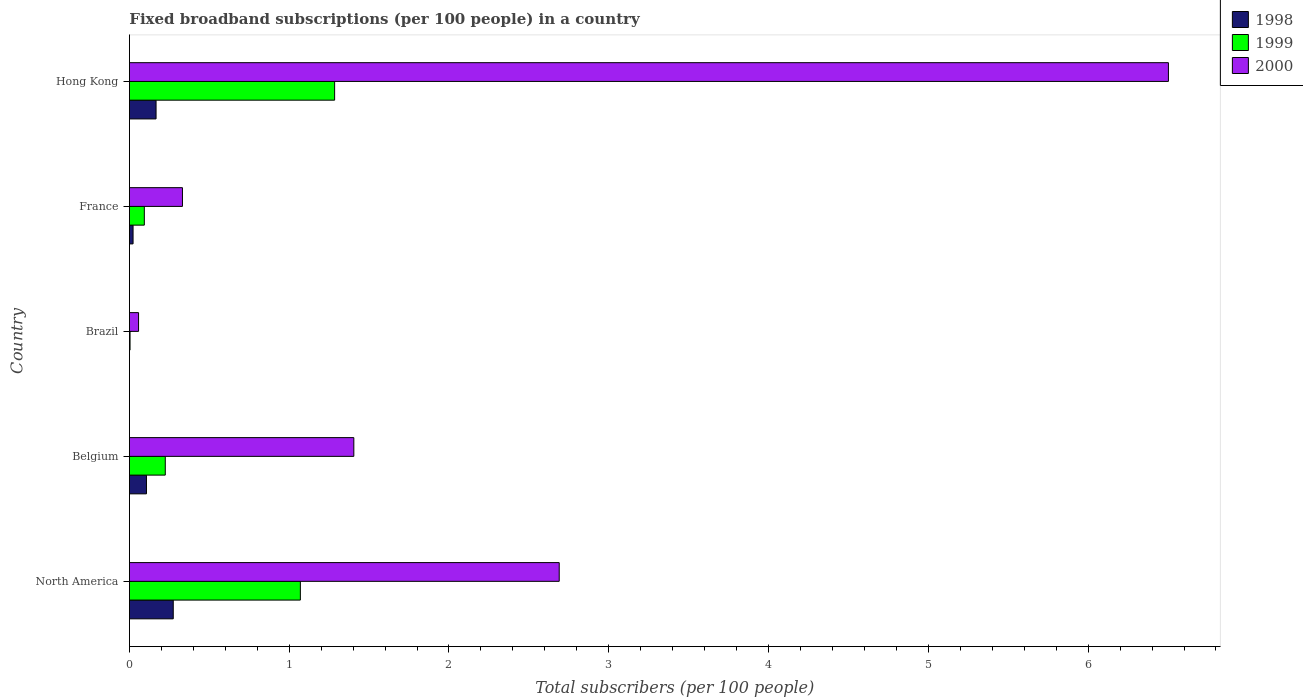 Fixed broadband subscriptions (per 100 people) in a country
1998
1999
2000
Country
Hong Kong
France
Brazil
Belgium
North America
0
1
2
3
4
5
6
Total subscribers (per 100 people)